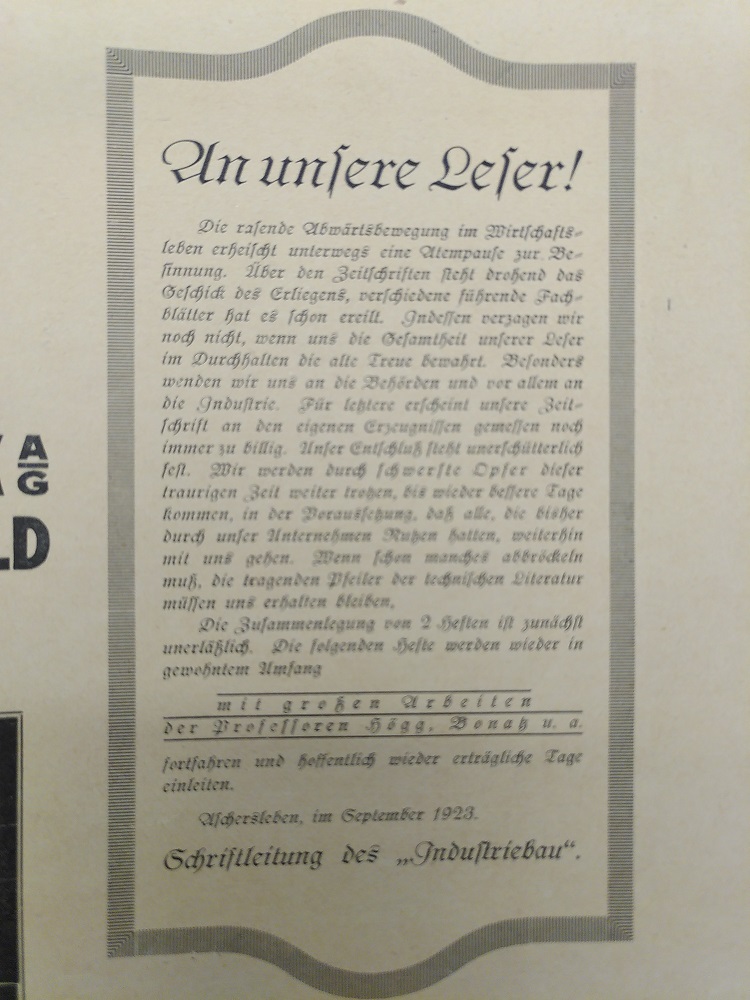 An unsere Leser!
Die rasende Abwärtsbewegung im Wirtschafts-
leben erheischt unterwegs eine Atempause zur Be-
sinnung. Über den Zeitschriften steht drohend das
Geschick des Erliegens, verschiedene führende Fach-
blätter hat es schon ereilt. Indessen verzagen wir
noch nicht, wenn uns die Gesamtheit unserer Leser
im Durchhalten die alte Treue bewahrt. Besonders
wenden wir uns an die Behörden und vor allem an
die Industrie. Für letztere erscheint unsere Zeit-
schrift an den eigenen Erzeugnissen gemessen noch
immer zu billig. Unser Entschluß steht unerschütterlich
fest. Wir werden durch schwerste Opfer dieser
traurigen Zeit weiter trotzen, bis wieder bessere Tage
kommen, in der Voraussetzung, daß alle, die bisher
durch unser Unternehmen Nutzen hatten, weiterhin
mit uns gehen. Wenn schon manches abbröckeln
muß, die tragenden Pfeiler der technischen Literatur
müssen uns erhalten bleiben.
Die Zusammenlegung von 2 Heften ist zunächst
unerläßlich. Die folgenden Hefte werden wieder in
gewohntem Umfang
mit großen Arbeiten
der Professoren Högg, Bonatz u. a.
fortfahren und hoffentlich wieder erträgliche Tage
einleiten.
Aschersleben, im September 1923.
Schriftleitung des „Industriebau“.
A
G
LD